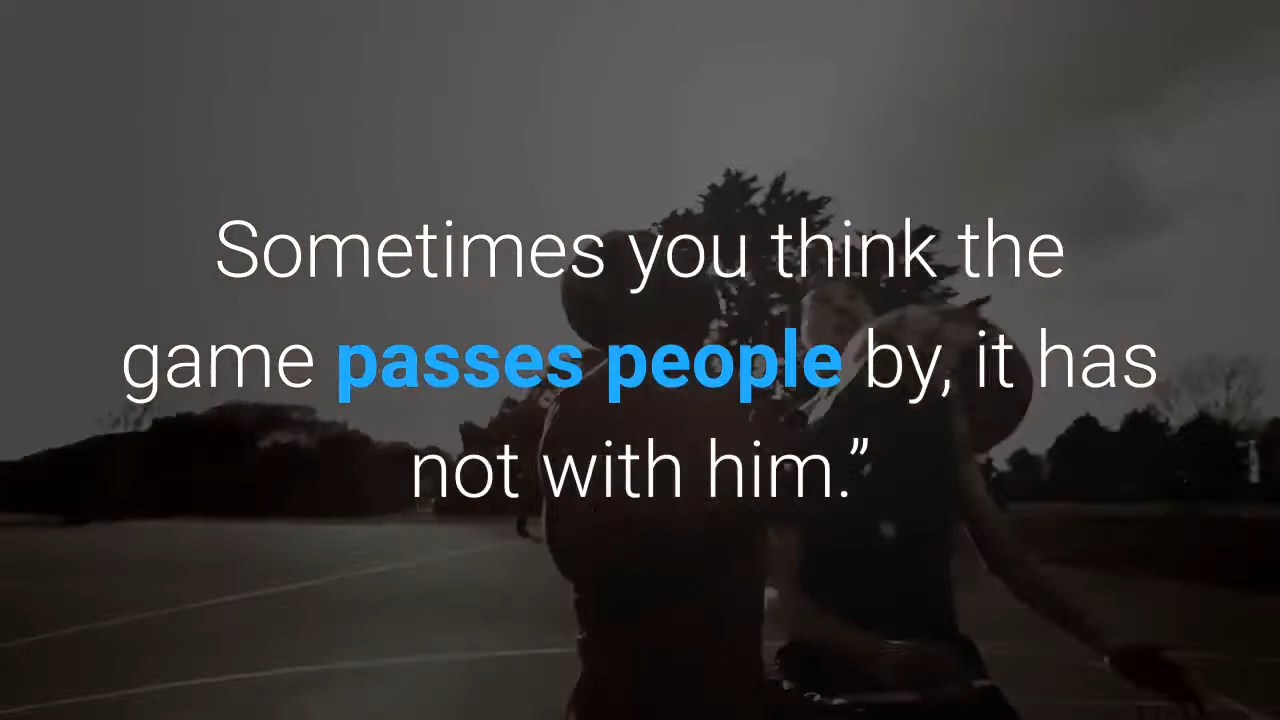 Sometimes you think the
game passes people by, it has
not with him.”